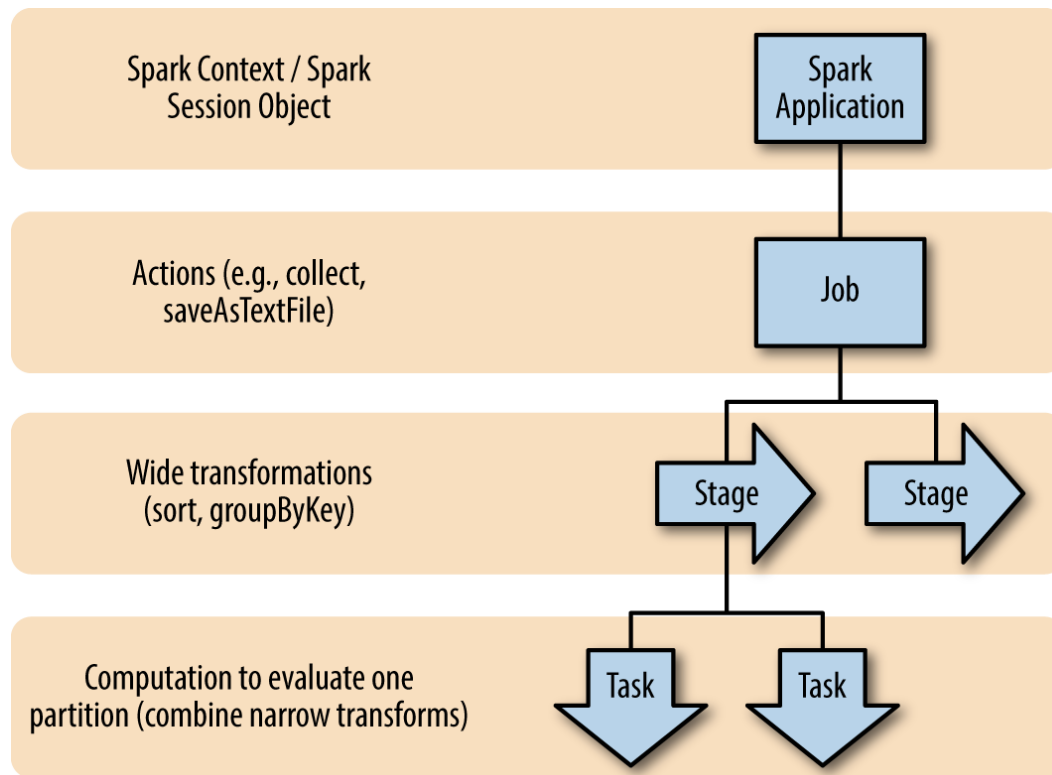 Spark Context / Spark
Session Object
Spark
Application
Actions (e.g., collect,
saveAsTextFile)
Job
Wide transformations
(sort, groupByKey)
Stage
Stage
Computation to evaluate one
partition (combine narrow transforms)
Task
Task